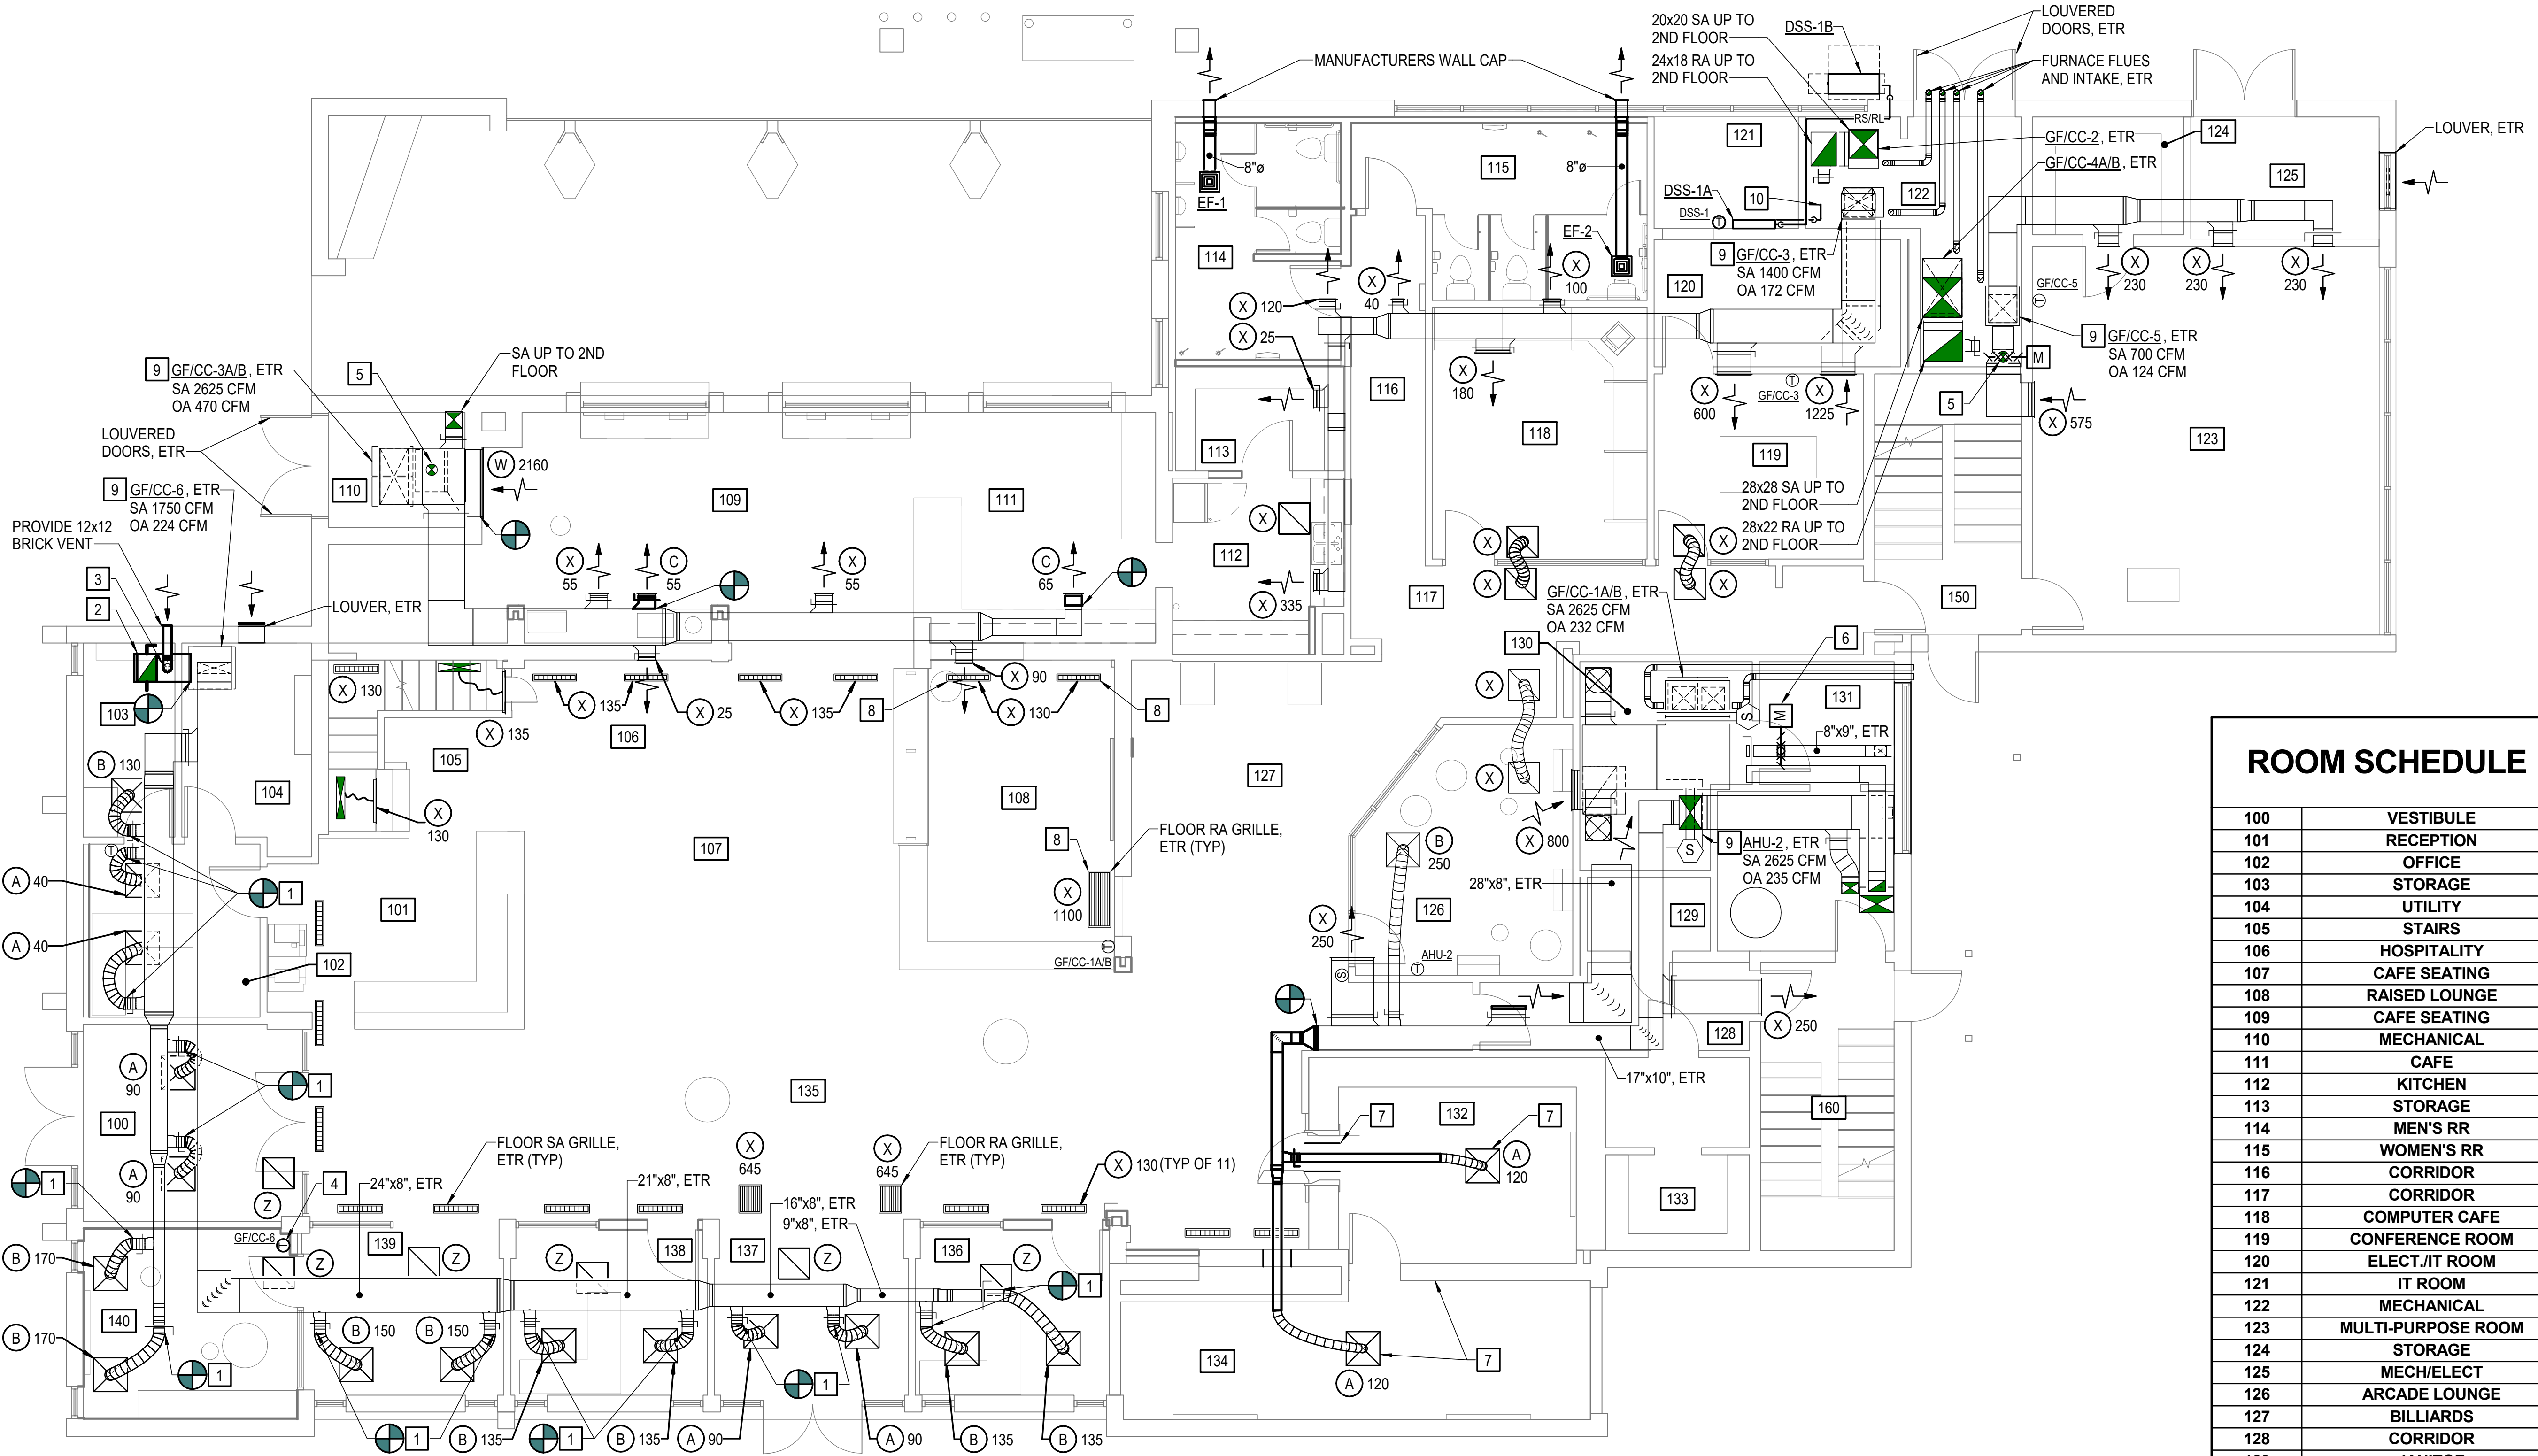 MANUFACTURERS WALL CAP
20x20 SA UP TO
2ND FLOOR
24x18 RA UP TO
2ND FLOOR
DSS-1B
LOUVERED
DOORS, ETR
FURNACE FLUES
AND INTAKE, ETR
RS/RL
GF/CC-2, ETR
GF/CC-4A/B, ETR
124
LOUVER, ETR
8"ø
EF-1
8"ø
115
121
DSS-1A
DSS-1
T
10
122
125
EF-2
114
9
GF/CC-3, ETR
SA 1400 CFM
OA 172 CFM
120
X
100
X
40
X 120
X 25
GF/CC-5
T
X
230
X
230
X
230
9
GF/CC-5, ETR
SA 700 CFM
OA 124 CFM
M
5
X 575
9
GF/CC-3A/B, ETR
SA 2625 CFM
OA 470 CFM
5
SA UP TO 2ND
FLOOR
116
X
180
X
600
T
GF/CC-3
X
1225
LOUVERED
DOORS, ETR
113
118
119
123
9
GF/CC-6, ETR
SA 1750 CFM
OA 224 CFM
110
W 2160
109
111
28x28 SA UP TO
2ND FLOOR
28x22 RA UP TO
2ND FLOOR
PROVIDE 12x12
BRICK VENT
X
112
X
X
X
X
X
55
C
55
X
55
C
65
X 335
117
150
3
2
LOUVER, ETR
GF/CC-1A/B, ETR
SA 2625 CFM
OA 232 CFM
130
6
103
X 130
X 135
X 25
X 135
8
X 90
X 130
8
X
131
S
M
8"x9", ETR
X 135
106
105
B 130
104
X
130
127
X
108
107
8
FLOOR RA GRILLE,
ETR (TYP)
X
1100
B
250
X 800
9
AHU-2, ETR
SA 2625 CFM
OA 235 CFM
S
T
A 40
1
101
28"x8", ETR
126
129
X
250
A 40
102
T
GF/CC-1A/B
S
T
AHU-2
128
X 250
A
90
1
135
17"x10", ETR
100
7
132
7
160
A
90
1
FLOOR SA GRILLE,
ETR (TYP)
X
645
X
645
FLOOR RA GRILLE,
ETR (TYP)
X 130 (TYP OF 11)
A
120
Z
4
24"x8", ETR
21"x8", ETR
16"x8", ETR
9"x8", ETR
133
B 170
GF/CC-6
Z
139
Z
Z
138
137
Z
136
Z
1
140
B 150
B 150
B 170
1
1
134
7
A 120
1
B 135
1
B 135
A 90
A 90
B 135
B 135
ROOM SCHEDULE
100 VESTIBULE
101 RECEPTION
102 OFFICE
103 STORAGE
104 UTILITY
105 STAIRS
106 HOSPITALITY
107 CAFE SEATING
108 RAISED LOUNGE
109 CAFE SEATING
110 MECHANICAL
111 CAFE
112 KITCHEN
113 STORAGE
114 MEN'S RR
115 WOMEN'S RR
116 CORRIDOR
117 CORRIDOR
118 COMPUTER CAFE
119 CONFERENCE ROOM
120 ELECT./IT ROOM
121 IT ROOM
122 MECHANICAL
123 MULTI-PURPOSE ROOM
124 STORAGE
125 MECH/ELECT
126 ARCADE LOUNGE
127 BILLIARDS
128 CORRIDOR